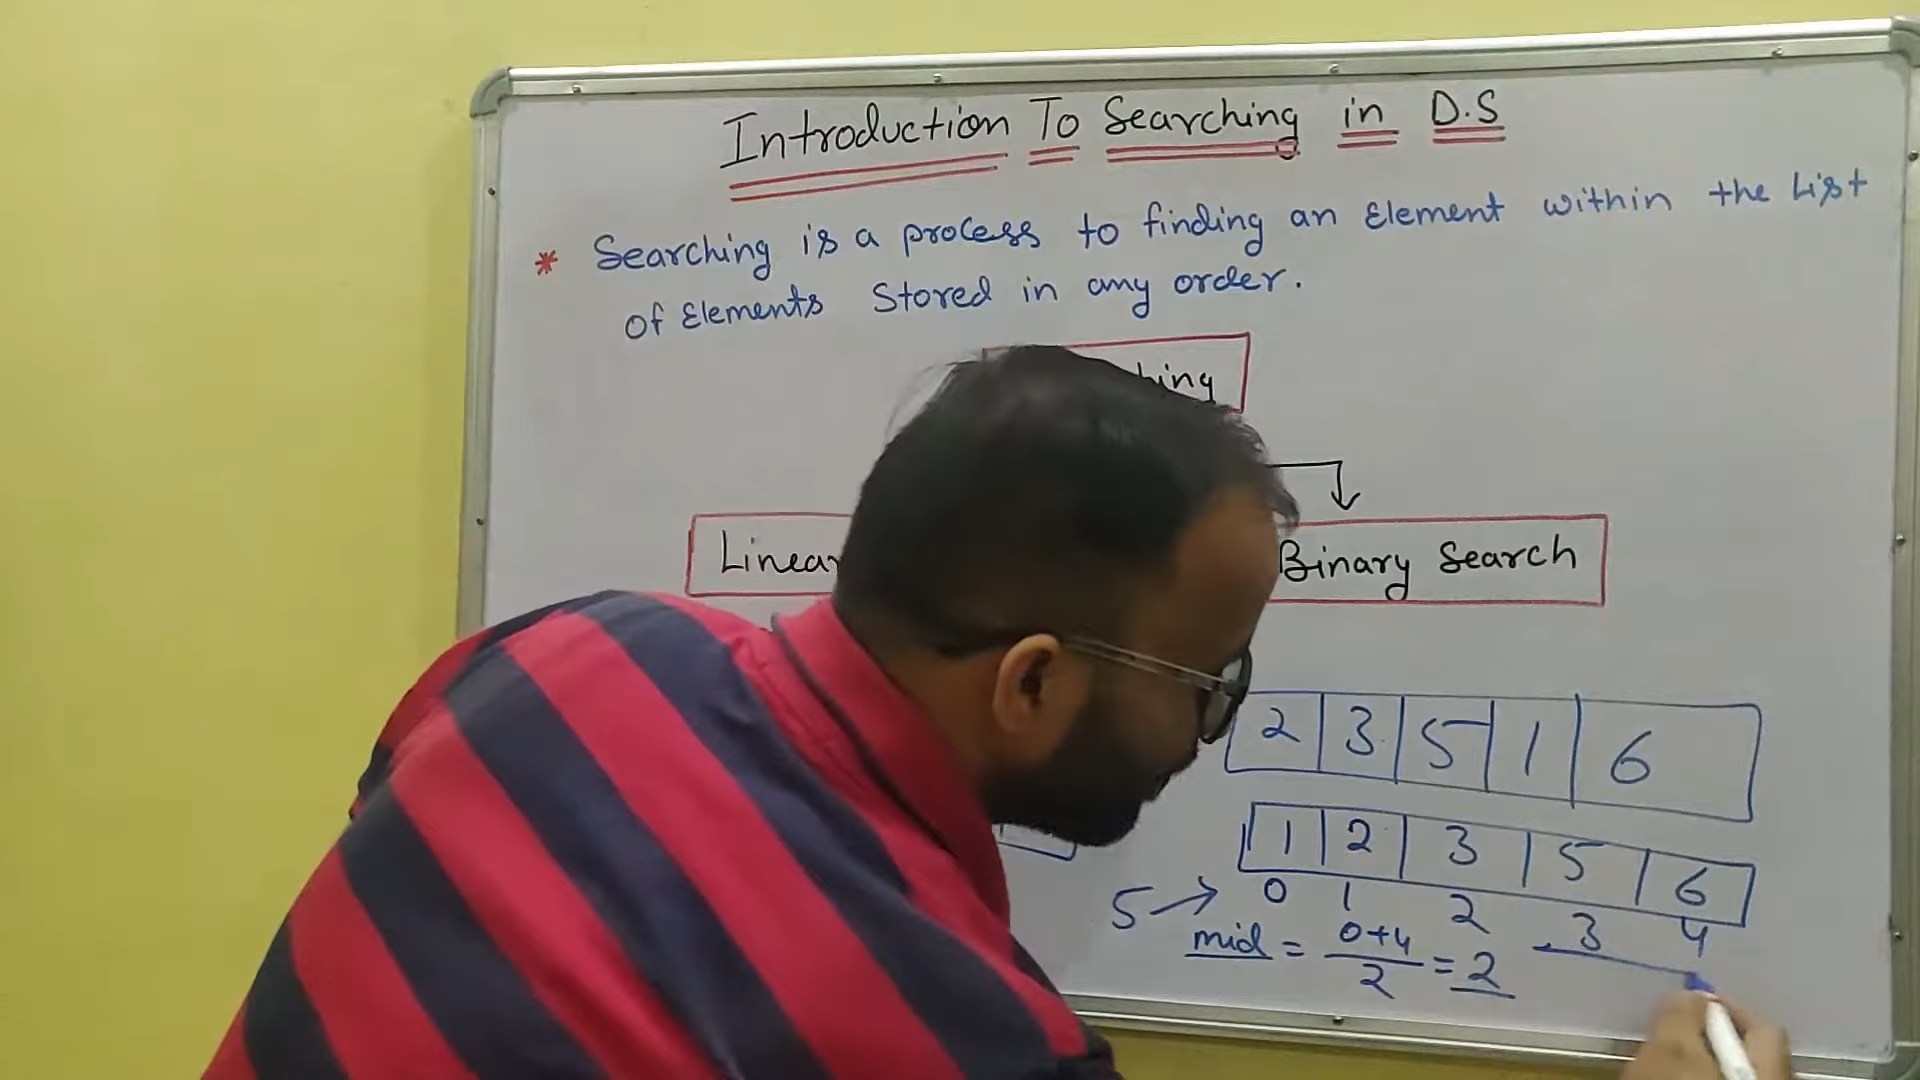 Introduction To Searching in D.S
* Searching is a process to finding an Element within the List
of Elements Stored in any order.
Binary Search
2 3 5 1 6
1 2 3 5 6
5 → 0 1 2 3 4
mid = 0+4/2 = 2